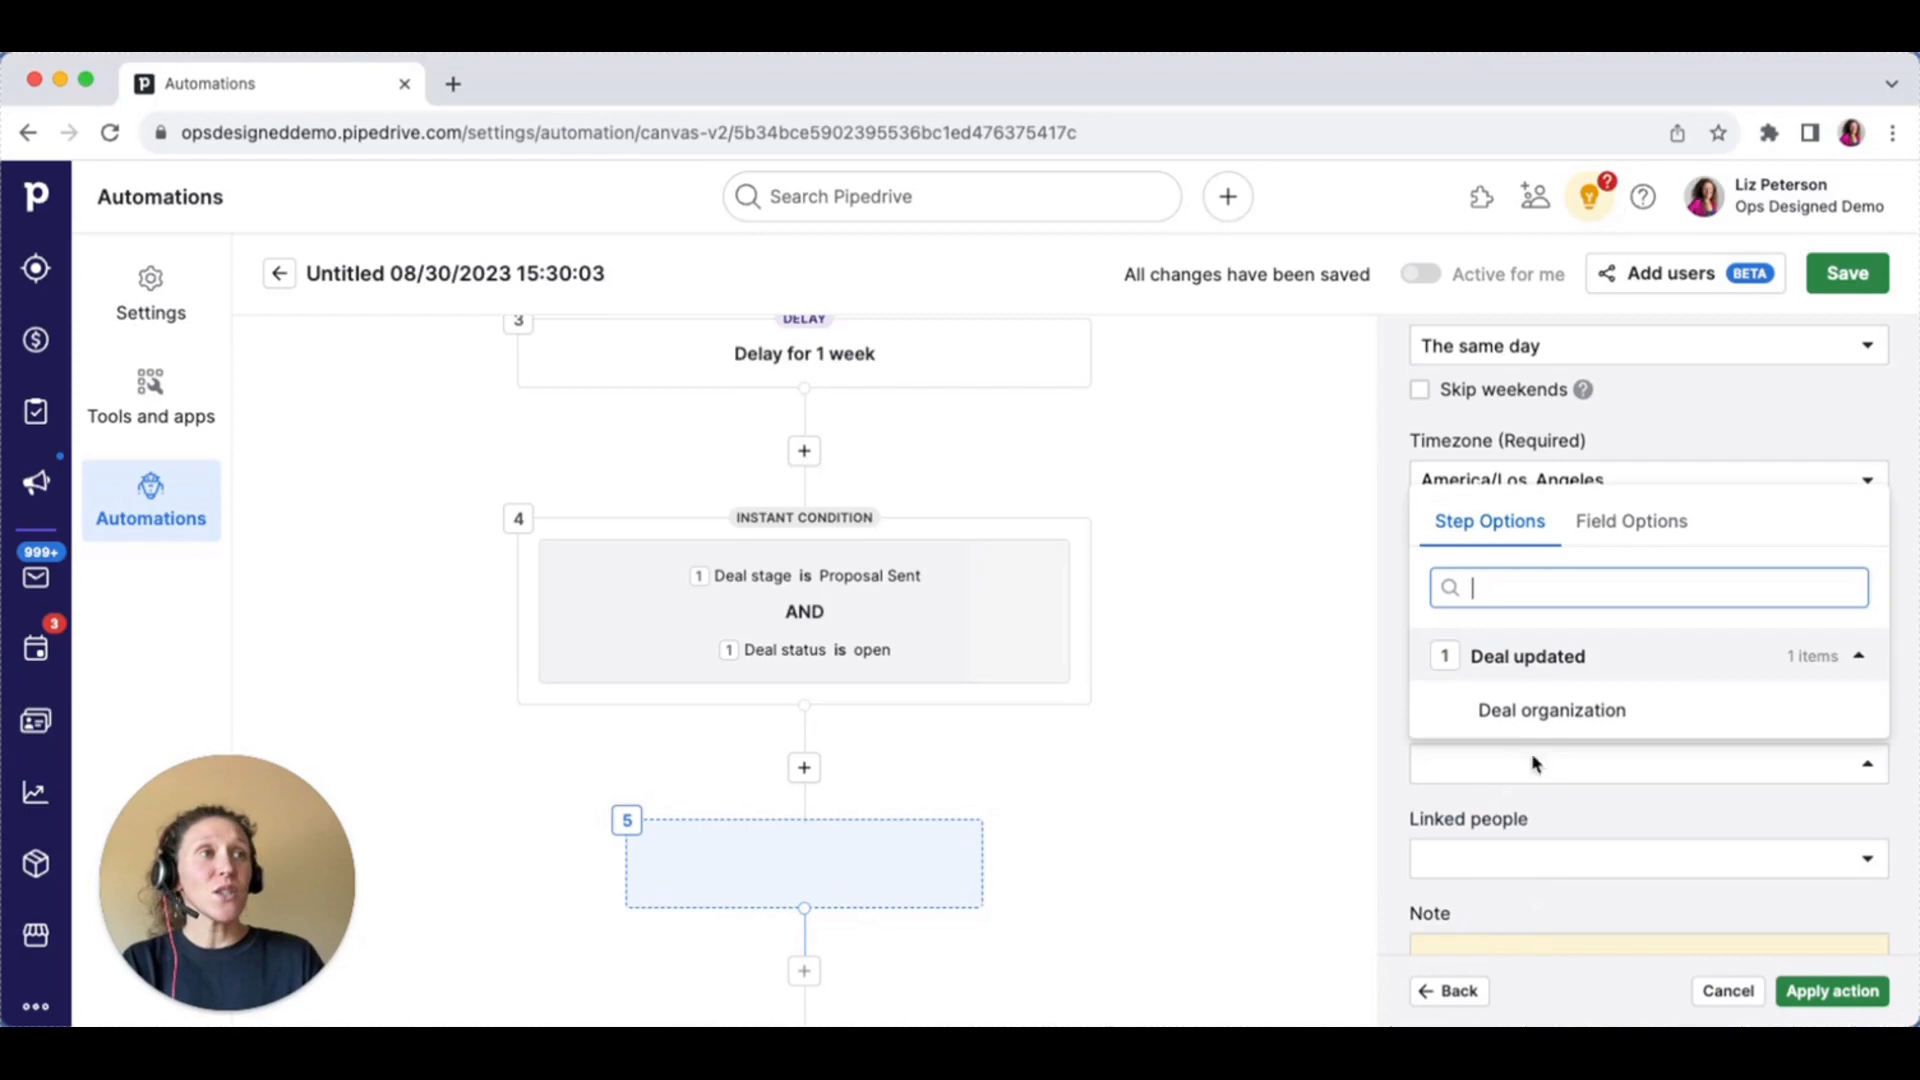 Automations
opsdesigneddemo.pipedrive.com/settings/automation/canvas-v2/5b34bce5902395536bc1ed476375417c
Automations
Search Pipedrive
?
Liz Peterson
Ops Designed Demo
Settings
Tools and apps
Automations
999+
3
Untitled 08/30/2023 15:30:03
All changes have been saved
Active for me
Add users BETA
Save
3
DELAY
Delay for 1 week
4
INSTANT CONDITION
1 Deal stage is Proposal Sent
AND
1 Deal status is open
5
The same day
Skip weekends ?
Timezone (Required)
America/Los_Angeles
Step Options
Field Options
1 Deal updated 1 items
Deal organization
Linked people
Note
Back
Cancel
Apply action